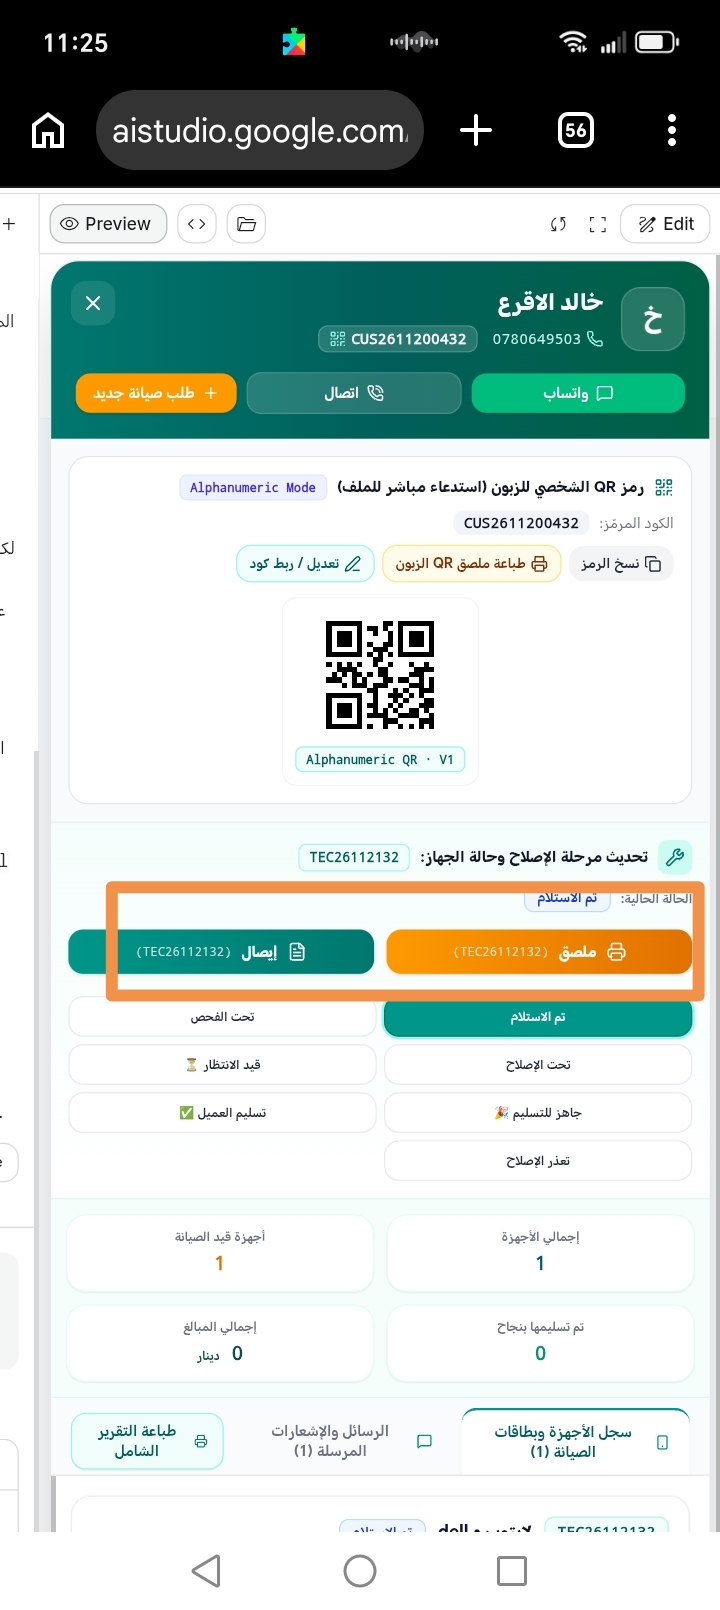 11:25
aistudio.google.com/
56
Preview
Edit
خالد الاقرع
خ
0780649503
CUS2611200432
واتساب
اتصال
طلب صيانة جديد
رمز QR الشخصي للزبون (استدعاء مباشر للملف)
Alphanumeric Mode
الكود المرمّز: CUS2611200432
نسخ الرمز
طباعة ملصق QR الزبون
تعديل / ربط كود
Alphanumeric QR · V1
تحديث مرحلة الإصلاح وحالة الجهاز: TEC26112132
الحالة الحالية: تم الاستلام
ملصق (TEC26112132)
إيصال (TEC26112132)
تم الاستلام
تحت الفحص
تحت الإصلاح
قيد الانتظار ⏳
جاهز للتسليم 🎉
تسليم العميل ✅
تعذر الإصلاح
إجمالي الأجهزة
1
أجهزة قيد الصيانة
1
تم تسليمها بنجاح
0
إجمالي المبالغ
0 دينار
سجل الأجهزة وبطاقات
الصيانة (1)
الرسائل والإشعارات
المرسلة (1)
طباعة التقرير
الشامل
TEC26112132 لابتوب • dell تم الاستلام